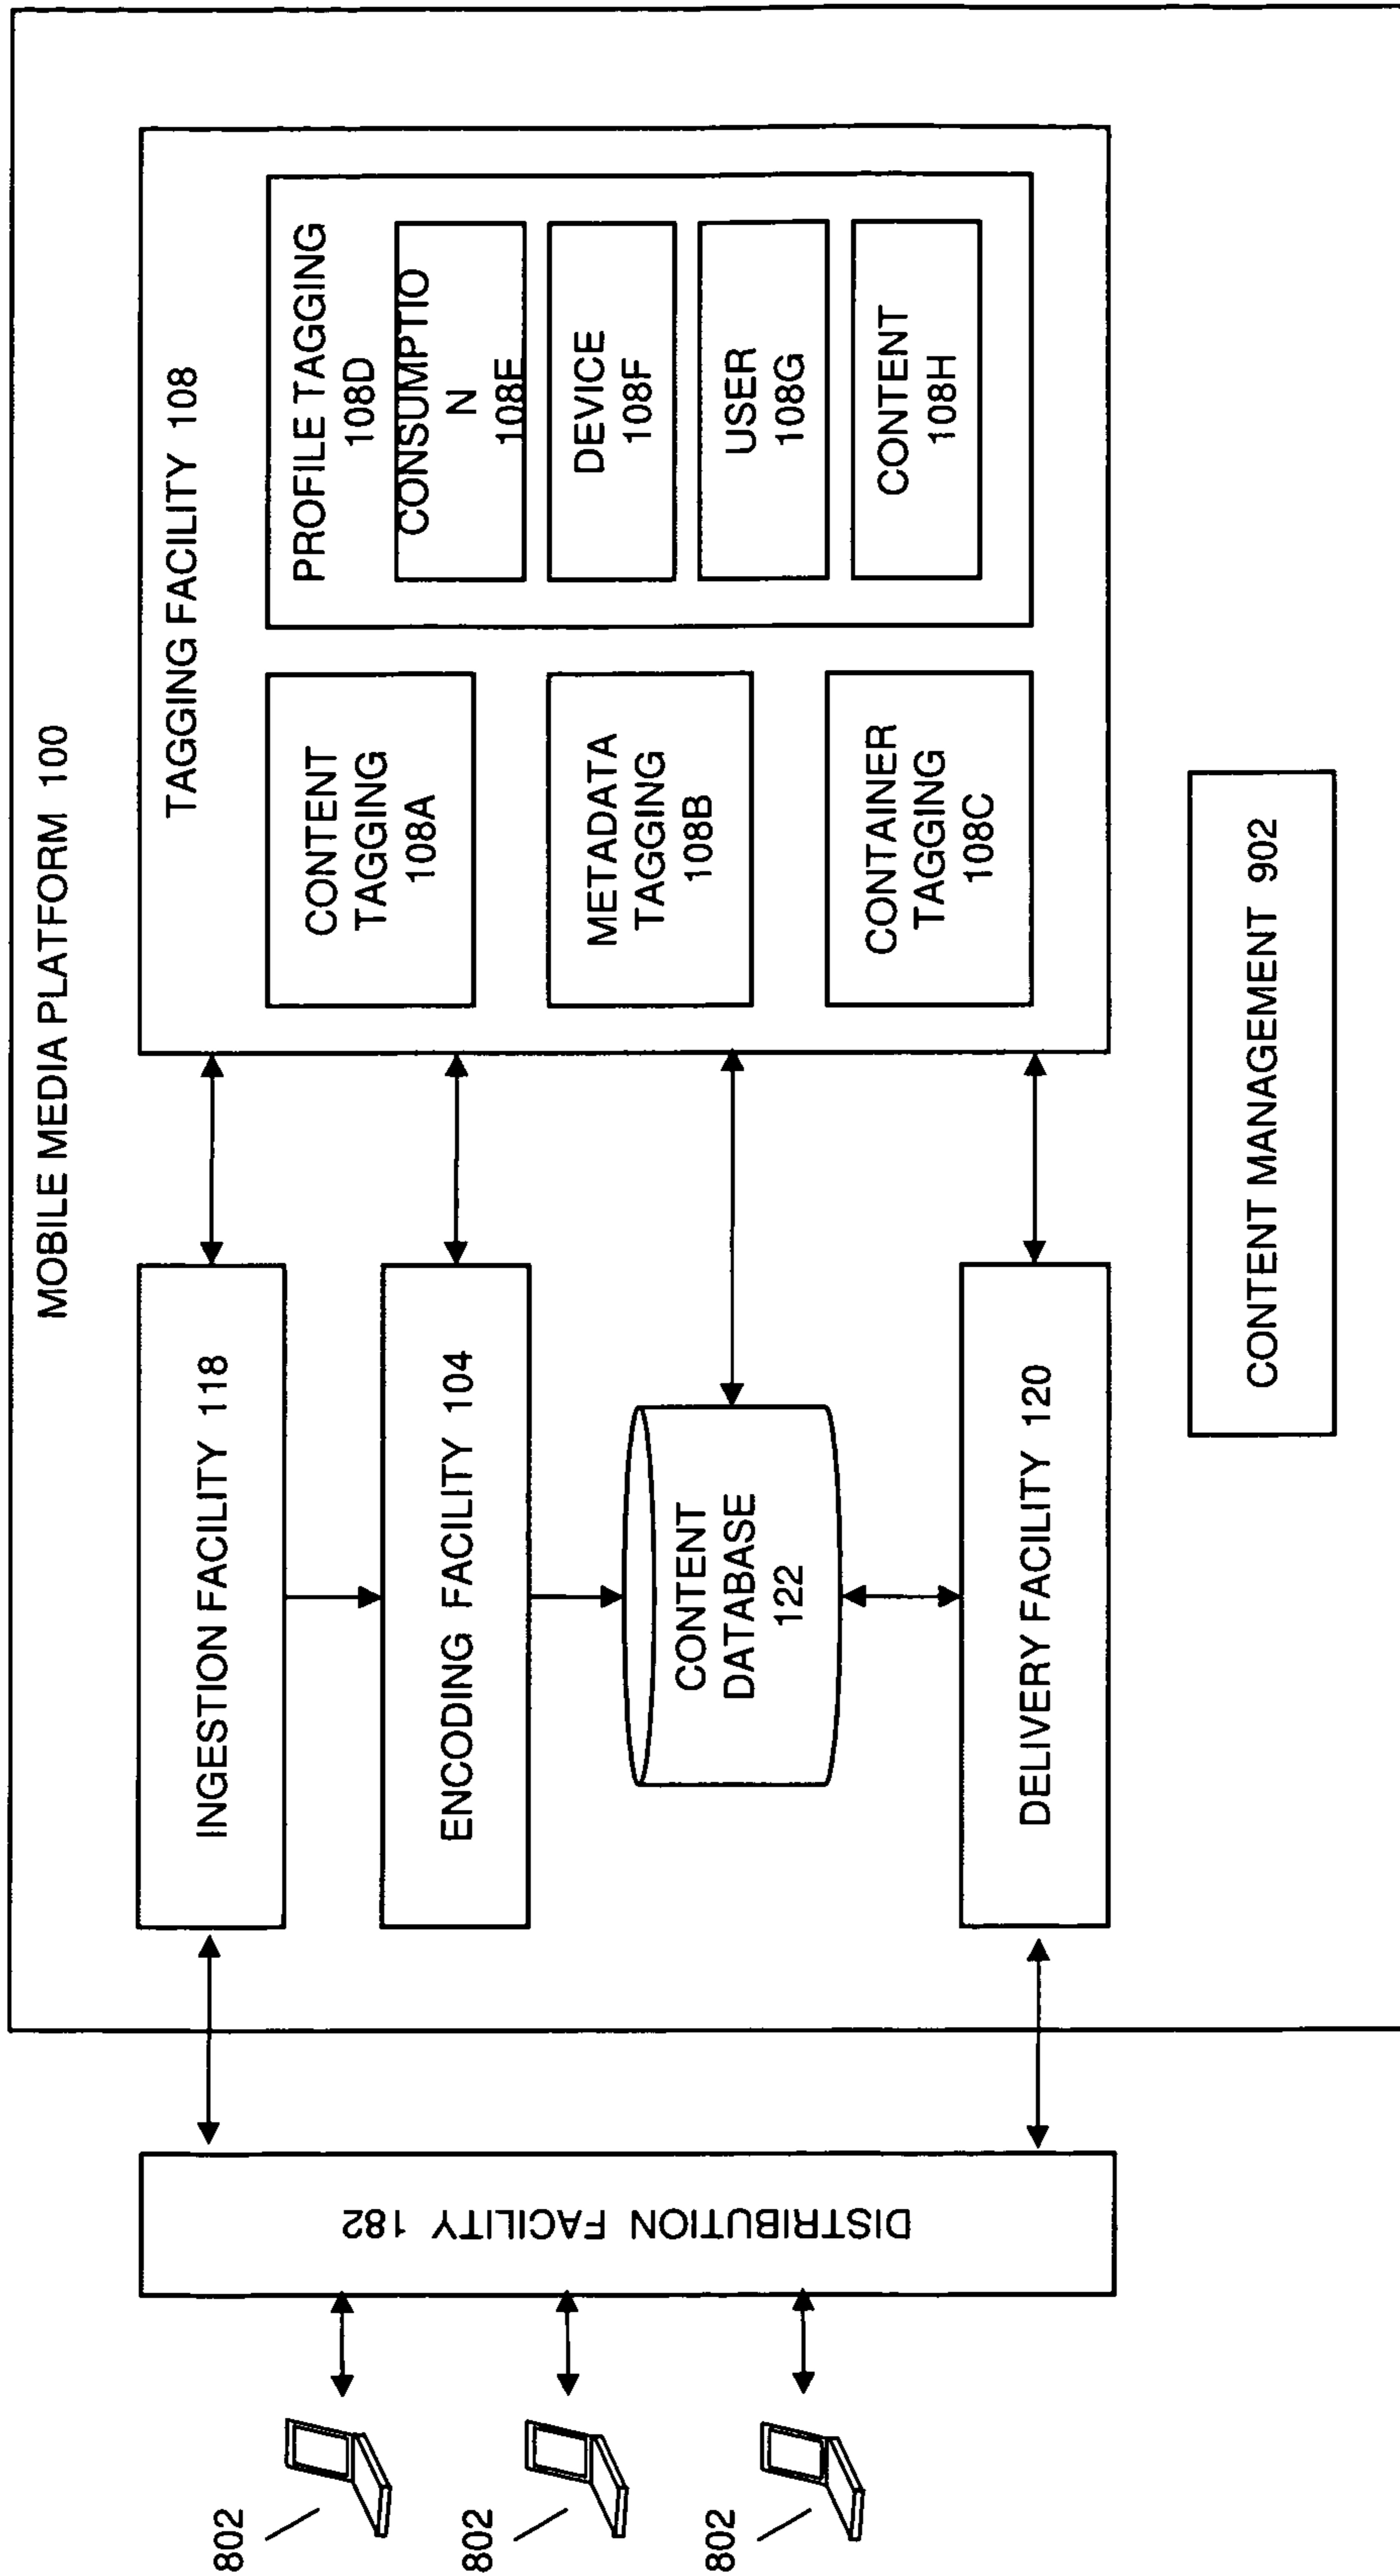 MOBILE MEDIA PLATFORM 100
TAGGING FACILITY 108
PROFILE TAGGING
108D
CONSUMPTIO
N
108E
DEVICE
108F
USER
108G
CONTENT
108H
CONTENT
TAGGING
108A
METADATA
TAGGING
108B
CONTAINER
TAGGING
108C
INGESTION FACILITY 118
ENCODING FACILITY 104
CONTENT
DATABASE
122
DELIVERY FACILITY 120
CONTENT MANAGEMENT 902
DISTRIBUTION FACILITY 182
802
802
802